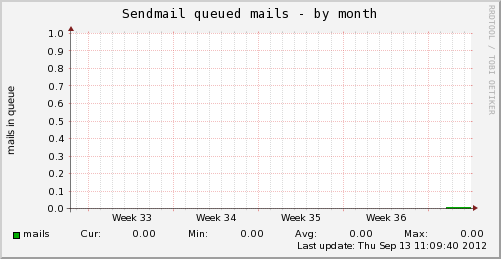 Sendmail queued mails - by month
RRDTOOL / TOBI OETIKER
mails in queue
1.0
0.9
0.8
0.7
0.6
0.5
0.4
0.3
0.2
0.1
0.0
Week 33 Week 34 Week 35 Week 36
mails Cur: 0.00 Min: 0.00 Avg: 0.00 Max: 0.00
Last update: Thu Sep 13 11:09:40 2012